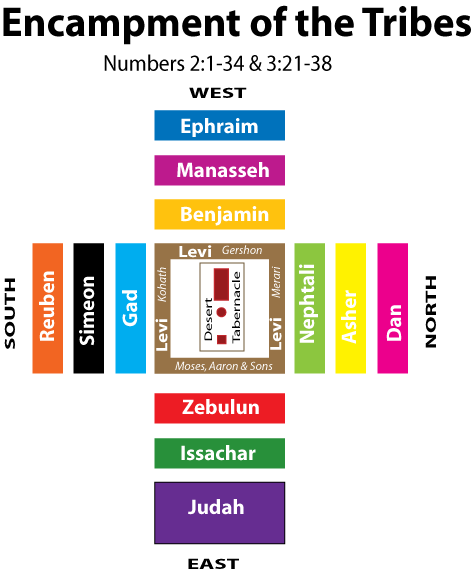 Encampment of the Tribes
Numbers 2:1-34 & 3:21-38
WEST
Ephraim
Manasseh
Benjamin
SOUTH
Reuben
Simeon
Gad
Levi Gershon
Levi Kohath
Desert
Tabernacle
Levi Merari
Moses, Aaron & Sons
Nephtali
Asher
Dan
NORTH
Zebulun
Issachar
Judah
EAST